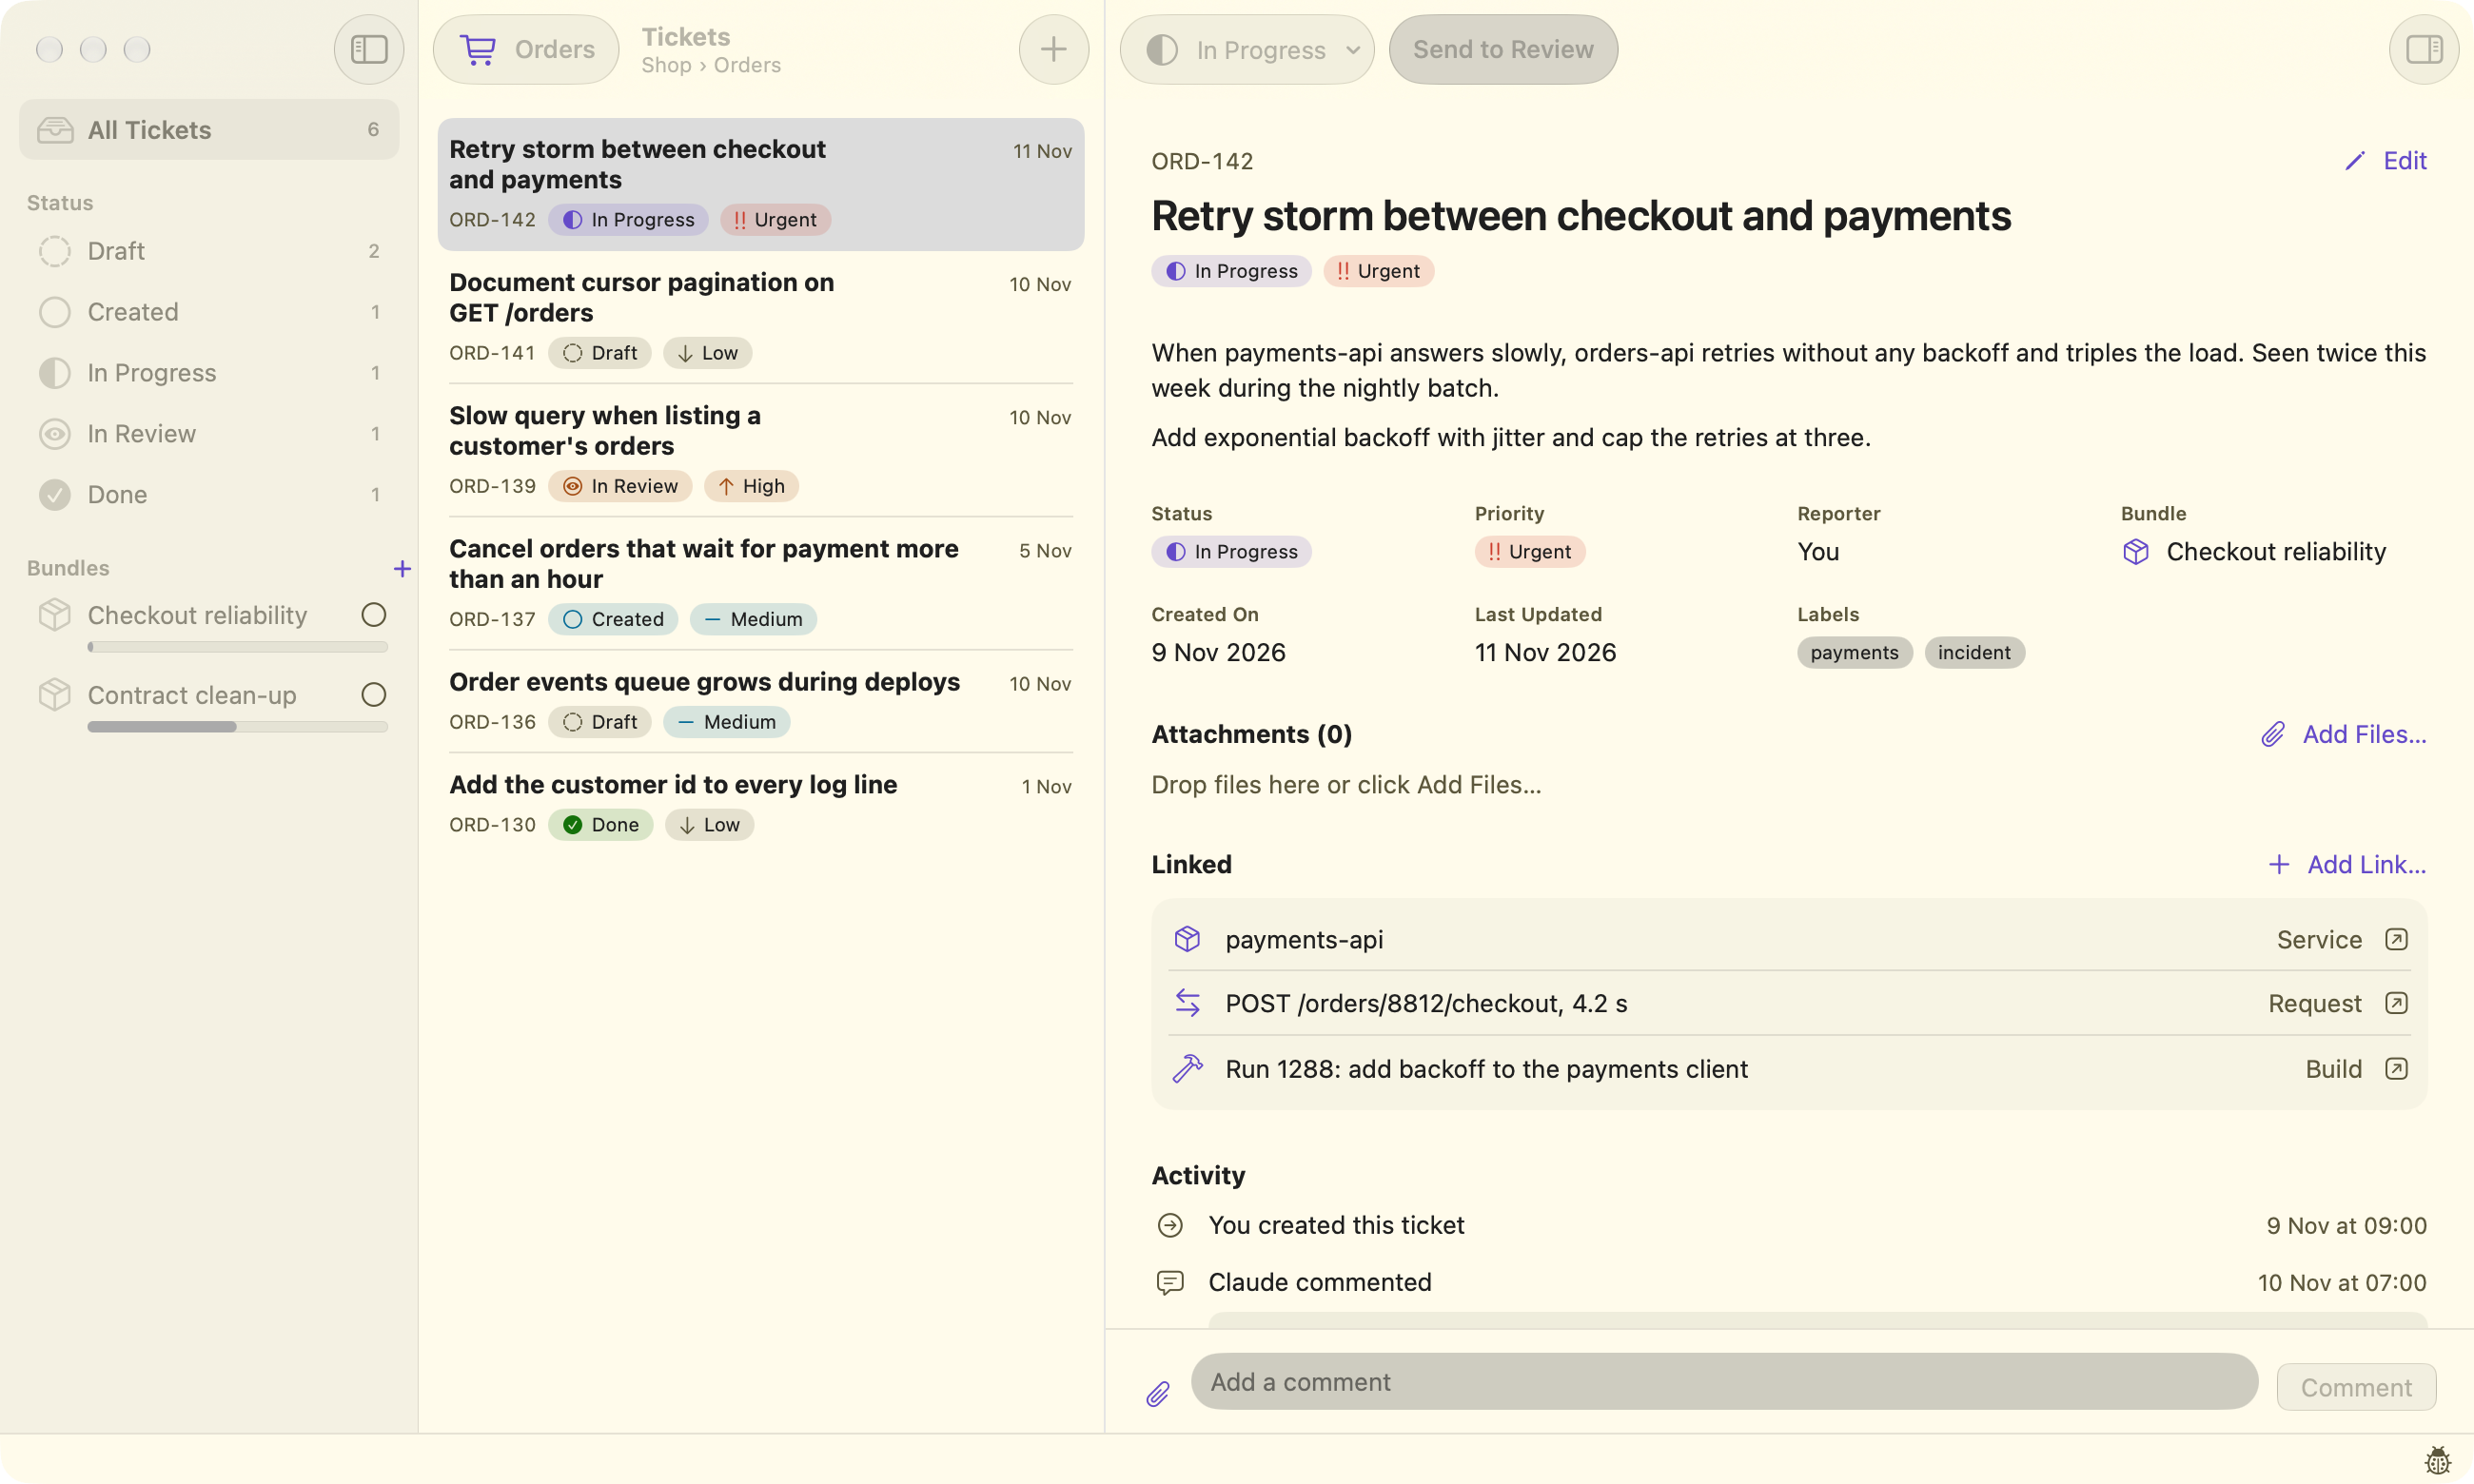 All Tickets 6
Status
Draft 2
Created 1
In Progress 1
In Review 1
Done 1
Bundles
Checkout reliability
Contract clean-up
Orders
Tickets
Shop › Orders
Retry storm between checkout 11 Nov
and payments
ORD-142 In Progress Urgent
Document cursor pagination on 10 Nov
GET /orders
ORD-141 Draft Low
Slow query when listing a 10 Nov
customer's orders
ORD-139 In Review High
Cancel orders that wait for payment more 5 Nov
than an hour
ORD-137 Created Medium
Order events queue grows during deploys 10 Nov
ORD-136 Draft Medium
Add the customer id to every log line 1 Nov
ORD-130 Done Low
In Progress Send to Review
ORD-142 Edit
Retry storm between checkout and payments
In Progress Urgent
When payments-api answers slowly, orders-api retries without any backoff and triples the load. Seen twice this
week during the nightly batch.
Add exponential backoff with jitter and cap the retries at three.
Status Priority Reporter Bundle
In Progress Urgent You Checkout reliability
Created On Last Updated Labels
9 Nov 2026 11 Nov 2026 payments incident
Attachments (0) Add Files...
Drop files here or click Add Files...
Linked Add Link...
payments-api Service
POST /orders/8812/checkout, 4.2 s Request
Run 1288: add backoff to the payments client Build
Activity
You created this ticket 9 Nov at 09:00
Claude commented 10 Nov at 07:00
Add a comment Comment